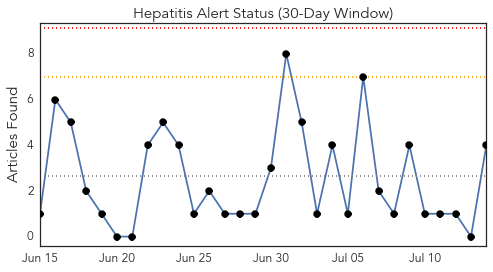 Hepatitis Alert Status (30-Day Window)
Articles Found
8
6
4
2
0
Jun 15
Jun 20
Jun 25
Jun 30
Jul 05
Jul 10